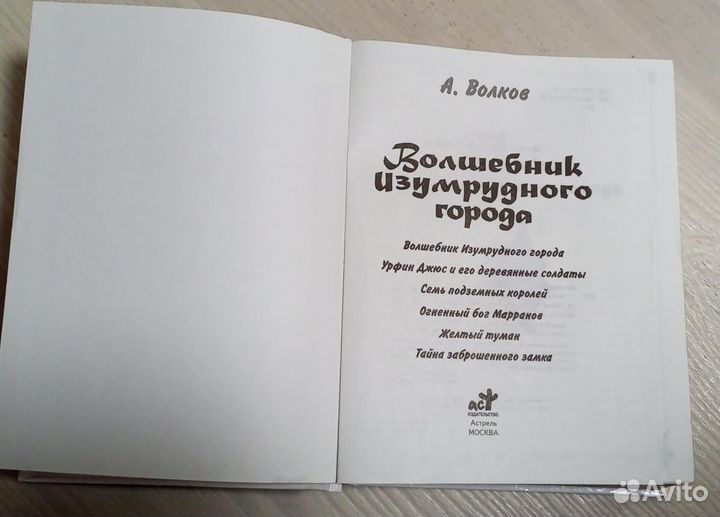 А. Волков
Волшебник
Изумрудного
города
Волшебник Изумрудного города
Урфин Джюс и его деревянные солдаты
Семь подземных королей
Огненный бог Марранов
Желтый туман
Тайна заброшенного замка
аст
ИЗДАТЕЛЬСТВО
Астрель
МОСКВА
Avito